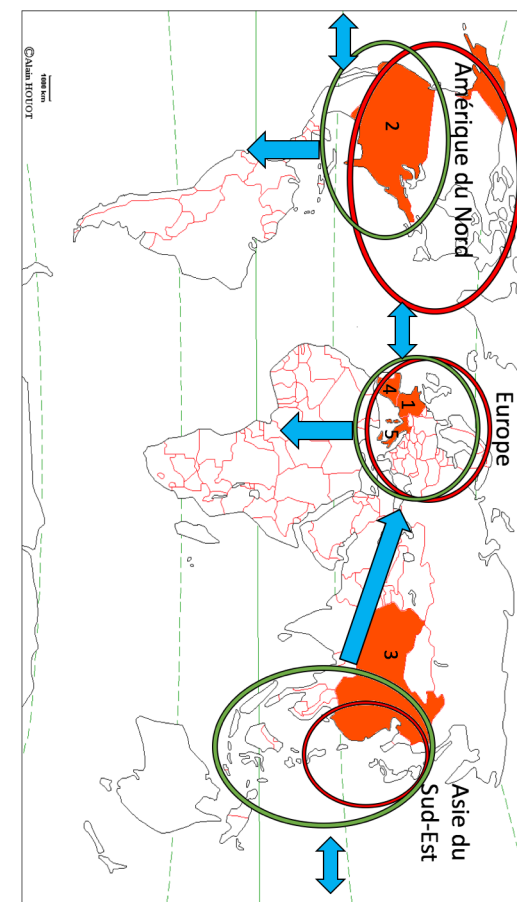 Amérique du Nord
Europe
Asie du
Sud-Est
2
4
1
5
3
1000 km
©Alain HOUOT